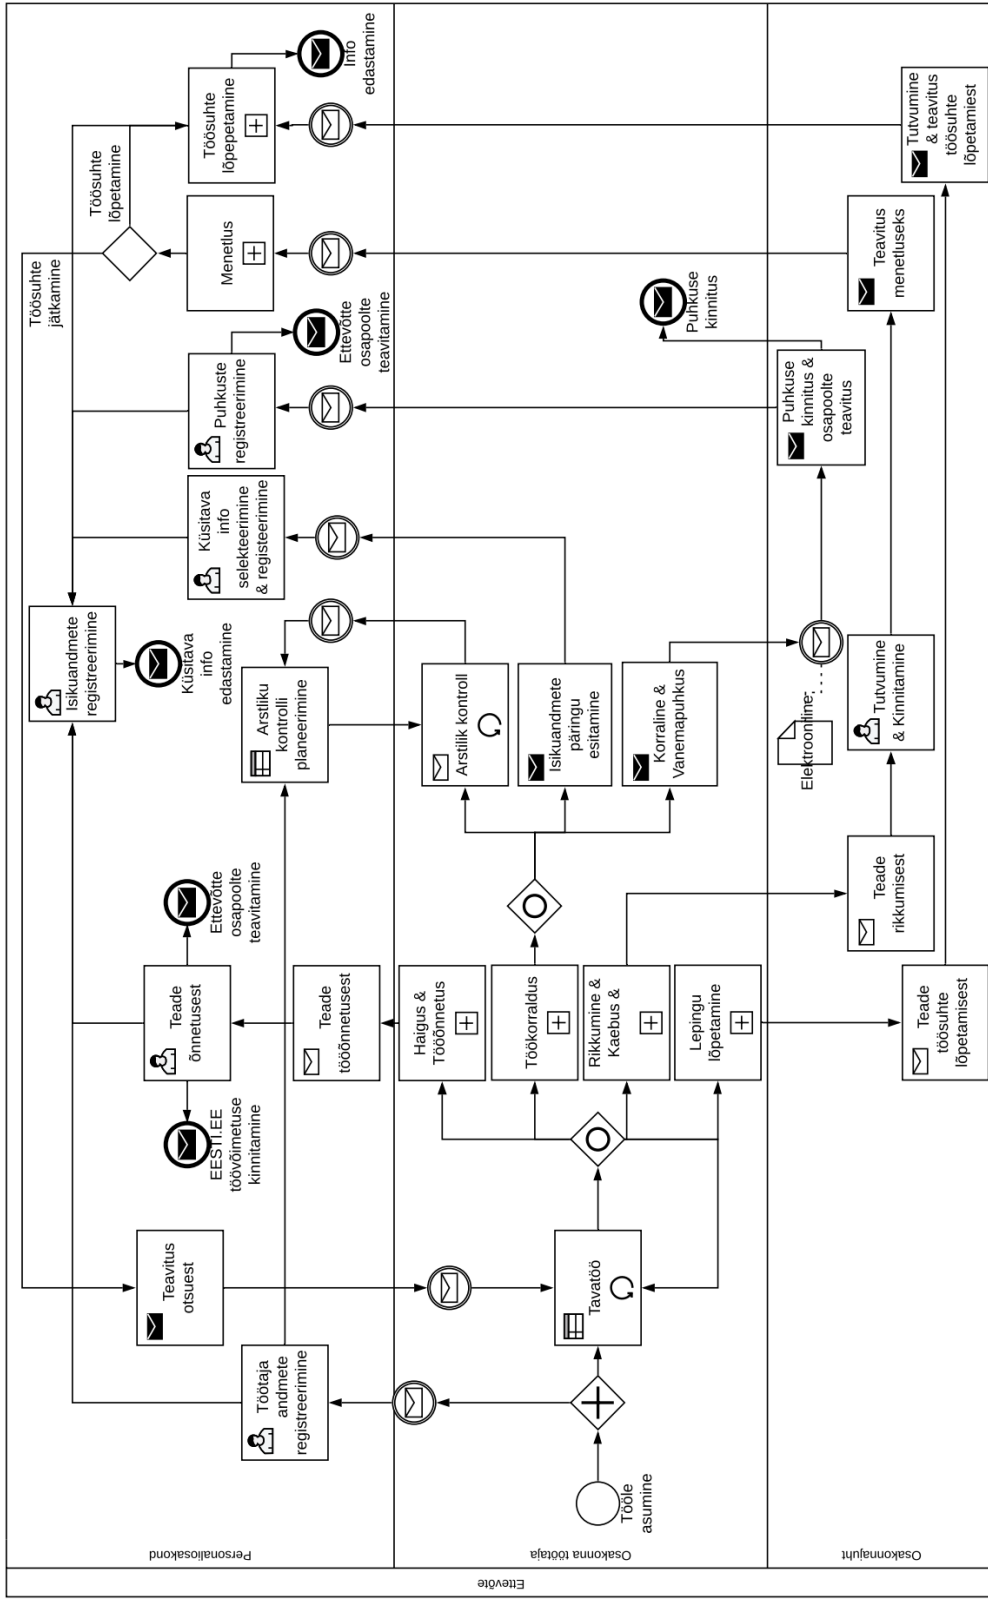 Ettevõte
Personaliosakond
Osakonna töötaja
Osakonnajuht
Tööle
asumine
Töötaja
andmete
registreerimine
Teavitus
otsuest
Tavatöö
EESTI.EE
töövõimetuse
kinnitamine
Teade
õnnetusest
Ettevõtte
osapoolte
teavitamine
Teade
tööõnnetusest
Haigus &
Tööõnnetus
Töökorraldus
Rikkumine &
Kaebus &
Lepingu
lõpetamine
Teade
töösuhte
lõpetamisest
Teade
rikkumisest
Isikuandmete
registreerimine
Küsitava
info
edastamine
Arstliku
kontrolli
planeerimine
Arstilik kontroll
Isikuandmete
päringu
esitamine
Korraline &
Vanemapuhkus
Elektrooniline
Tutvumine
& Kinnitamine
Küsitava
info
selekteerimine
& registeerimine
Puhkuste
registreerimine
Ettevõtte
osapoolte
teavitamine
Puhkuse
kinnitus &
osapoolte
teavitus
Puhkuse
kinnitus
Töösuhte
jätkamine
Töösuhte
lõpetamine
Menetlus
Teavitus
menetluseks
Töösuhte
lõpepetamine
Info
edastamine
Tutvumine
& teavitus
töösuhte
lõpetamiest